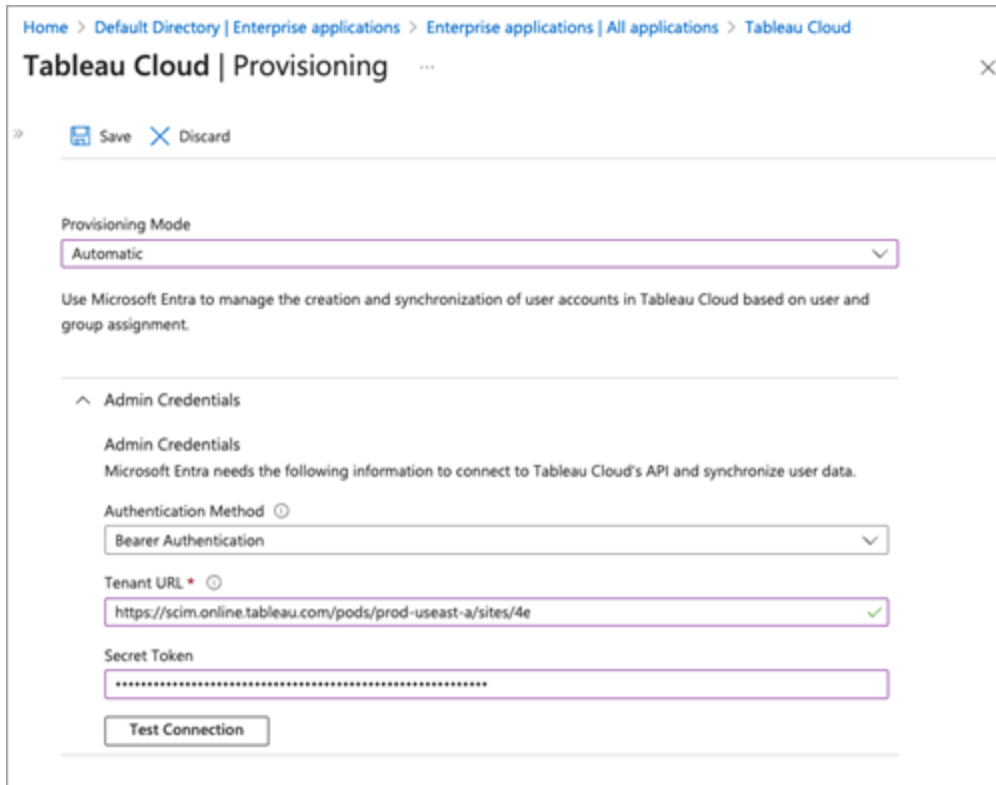 Home > Default Directory | Enterprise applications > Enterprise applications | All applications > Tableau Cloud
Tableau Cloud | Provisioning ...
Save Discard
Provisioning Mode
Automatic
Use Microsoft Entra to manage the creation and synchronization of user accounts in Tableau Cloud based on user and
group assignment.
Admin Credentials
Admin Credentials
Microsoft Entra needs the following information to connect to Tableau Cloud's API and synchronize user data.
Authentication Method
Bearer Authentication
Tenant URL *
https://scim.online.tableau.com/pods/prod-useast-a/sites/4e
Secret Token
Test Connection